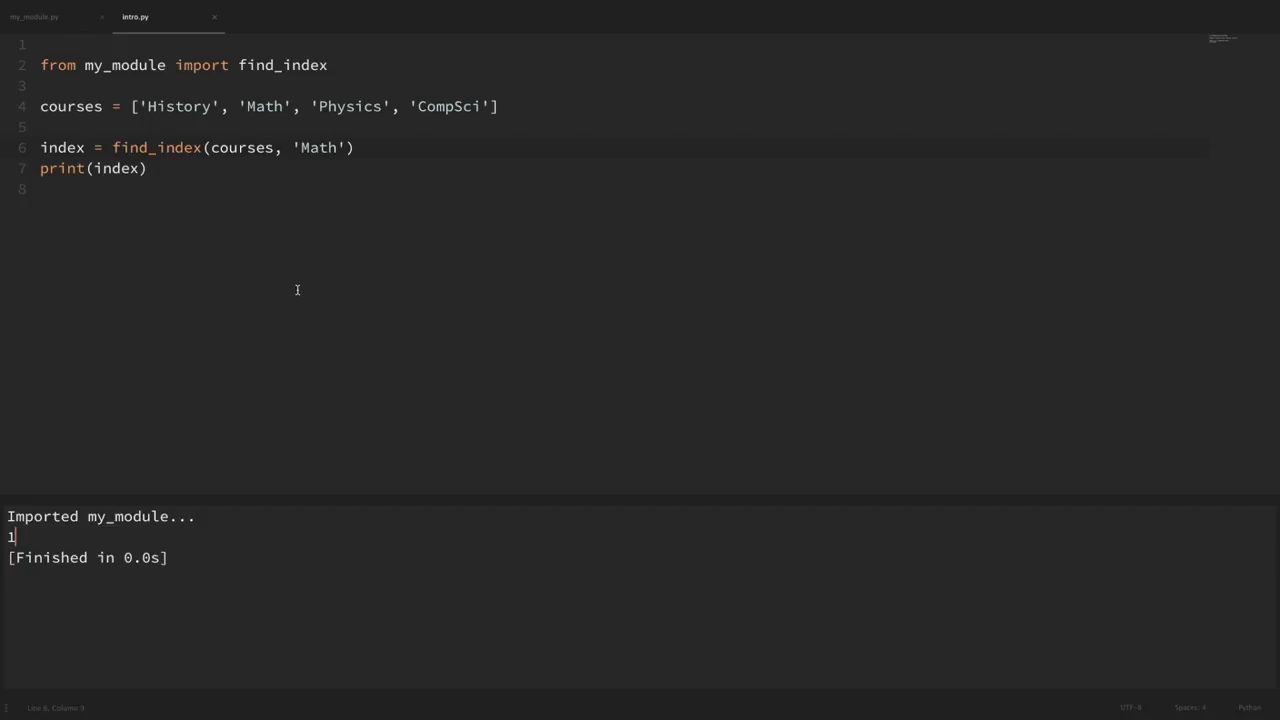 my_module.py × intro.py ×
1
2 from my_module import find_index
3
4 courses = ['History', 'Math', 'Physics', 'CompSci']
5
6 index = find_index(courses, 'Math')
7 print(index)
8
Imported my_module...
1
[Finished in 0.0s]
Line 6, Column 9 UTF-8 Spaces: 4 Python